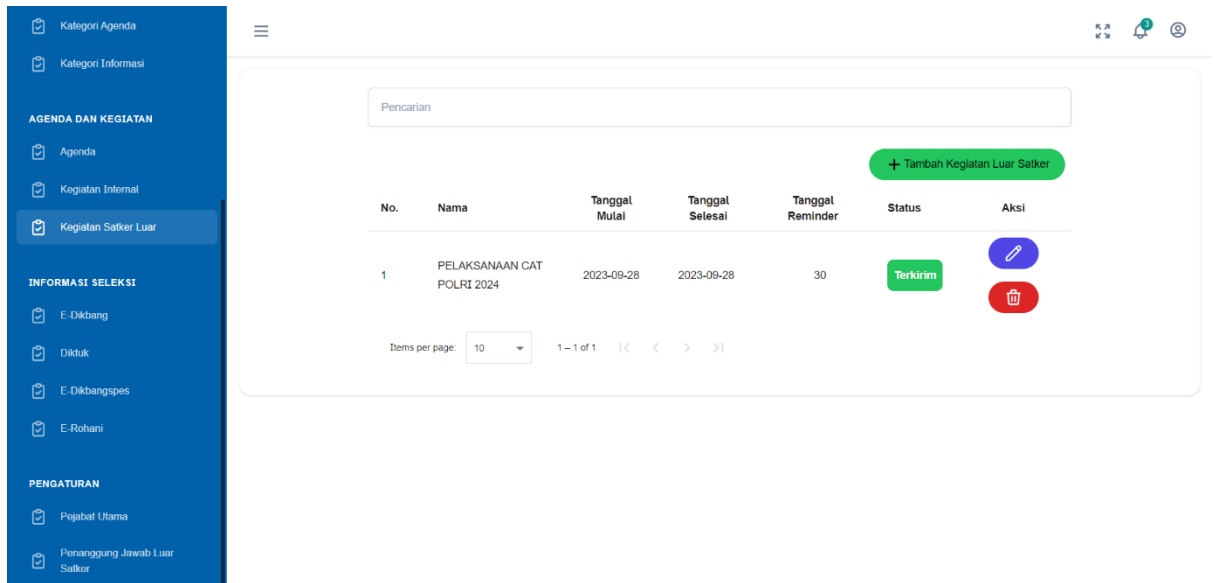 Kategori Agenda
Kategori Informasi
AGENDA DAN KEGIATAN
Agenda
Kegiatan Internal
Kegiatan Satker Luar
INFORMASI SELEKSI
E-Dikbang
Diktuk
E-Dikbangspes
E-Rohani
PENGATURAN
Pejabat Utama
Penanggung Jawab Luar
Satker
3
Pencarian
+ Tambah Kegiatan Luar Satker
No. Nama Tanggal Mulai Tanggal Selesai Tanggal Reminder Status Aksi
1 PELAKSANAAN CAT POLRI 2024 2023-09-28 2023-09-28 30 Terkirim
Items per page: 10 1 – 1 of 1